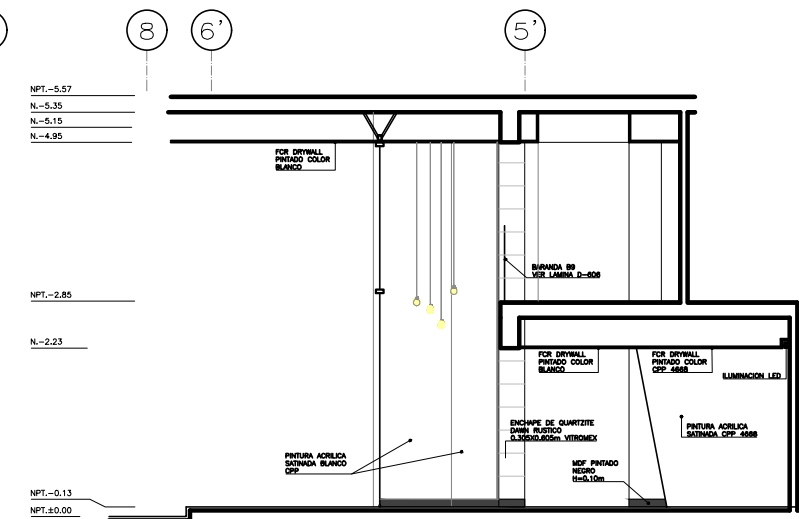 8
6'
5'
NPT.-5.57
N.-5.35
N.-5.15
N.-4.95
FCR DRYWALL
PINTADO COLOR
BLANCO
BARANDA B9
VER LAMINA D-606
NPT.-2.85
N.-2.23
FCR DRYWALL
PINTADO COLOR
BLANCO
FCR DRYWALL
PINTADO COLOR
CPP 4668
ILUMINACION LED
ENCHAPE DE QUARTZITE
DAWN RUSTICO
0.305X0.605m VITROMEX
PINTURA ACRILICA
SATINADA CPP 4668
PINTURA ACRILICA
SATINADA BLANCO
CPP
MDF PINTADO
NEGRO
H=0.10m
NPT.-0.13
NPT.±0.00